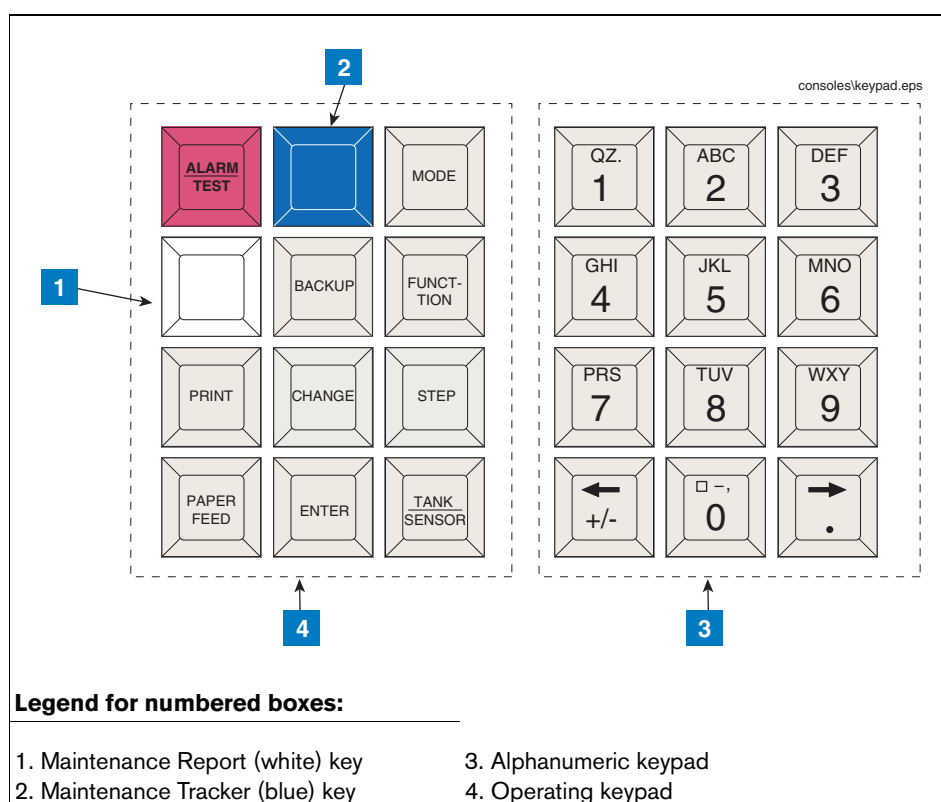 2
consoles\keypad.eps
ALARM
TEST
MODE
QZ.
1
ABC
2
DEF
3
1
BACKUP
FUNCT-
TION
GHI
4
JKL
5
MNO
6
PRINT
CHANGE
STEP
PRS
7
TUV
8
WXY
9
PAPER
FEED
ENTER
TANK
SENSOR
←
+/-
□ –,
0
→
.
4
3
Legend for numbered boxes:
1. Maintenance Report (white) key
2. Maintenance Tracker (blue) key
3. Alphanumeric keypad
4. Operating keypad